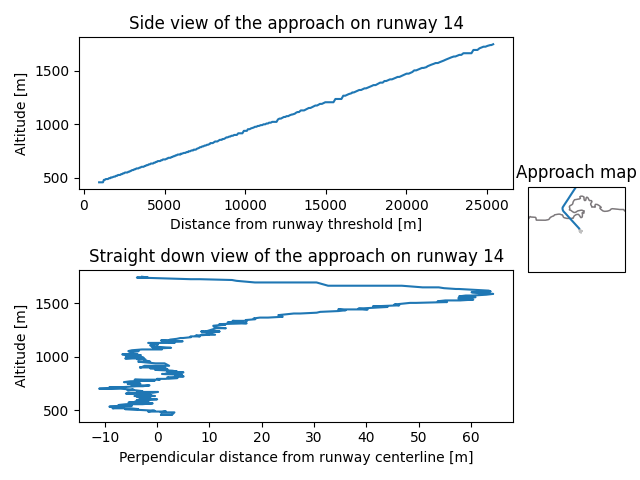 Side view of the approach on runway 14
Altitude [m]
1500
1000
500
0
5000
10000
15000
20000
25000
Distance from runway threshold [m]
Approach map
Straight down view of the approach on runway 14
Altitude [m]
1500
1000
500
−10
0
10
20
30
40
50
60
Perpendicular distance from runway centerline [m]